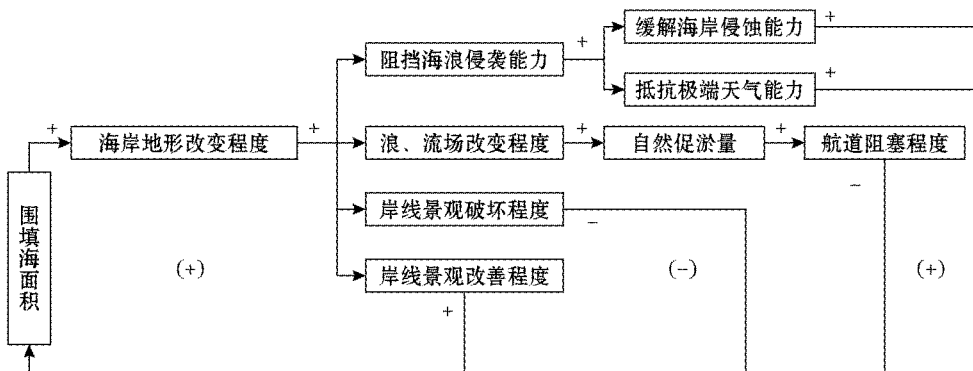 缓解海岸侵蚀能力
+
+
阻挡海浪侵袭能力
+
抵抗极端天气能力
+
+
海岸地形改变程度
+
浪、流场改变程度
+
自然促淤量
+
航道阻塞程度
−
围填海面积
岸线景观破坏程度
−
(+)
(−)
(+)
岸线景观改善程度
+